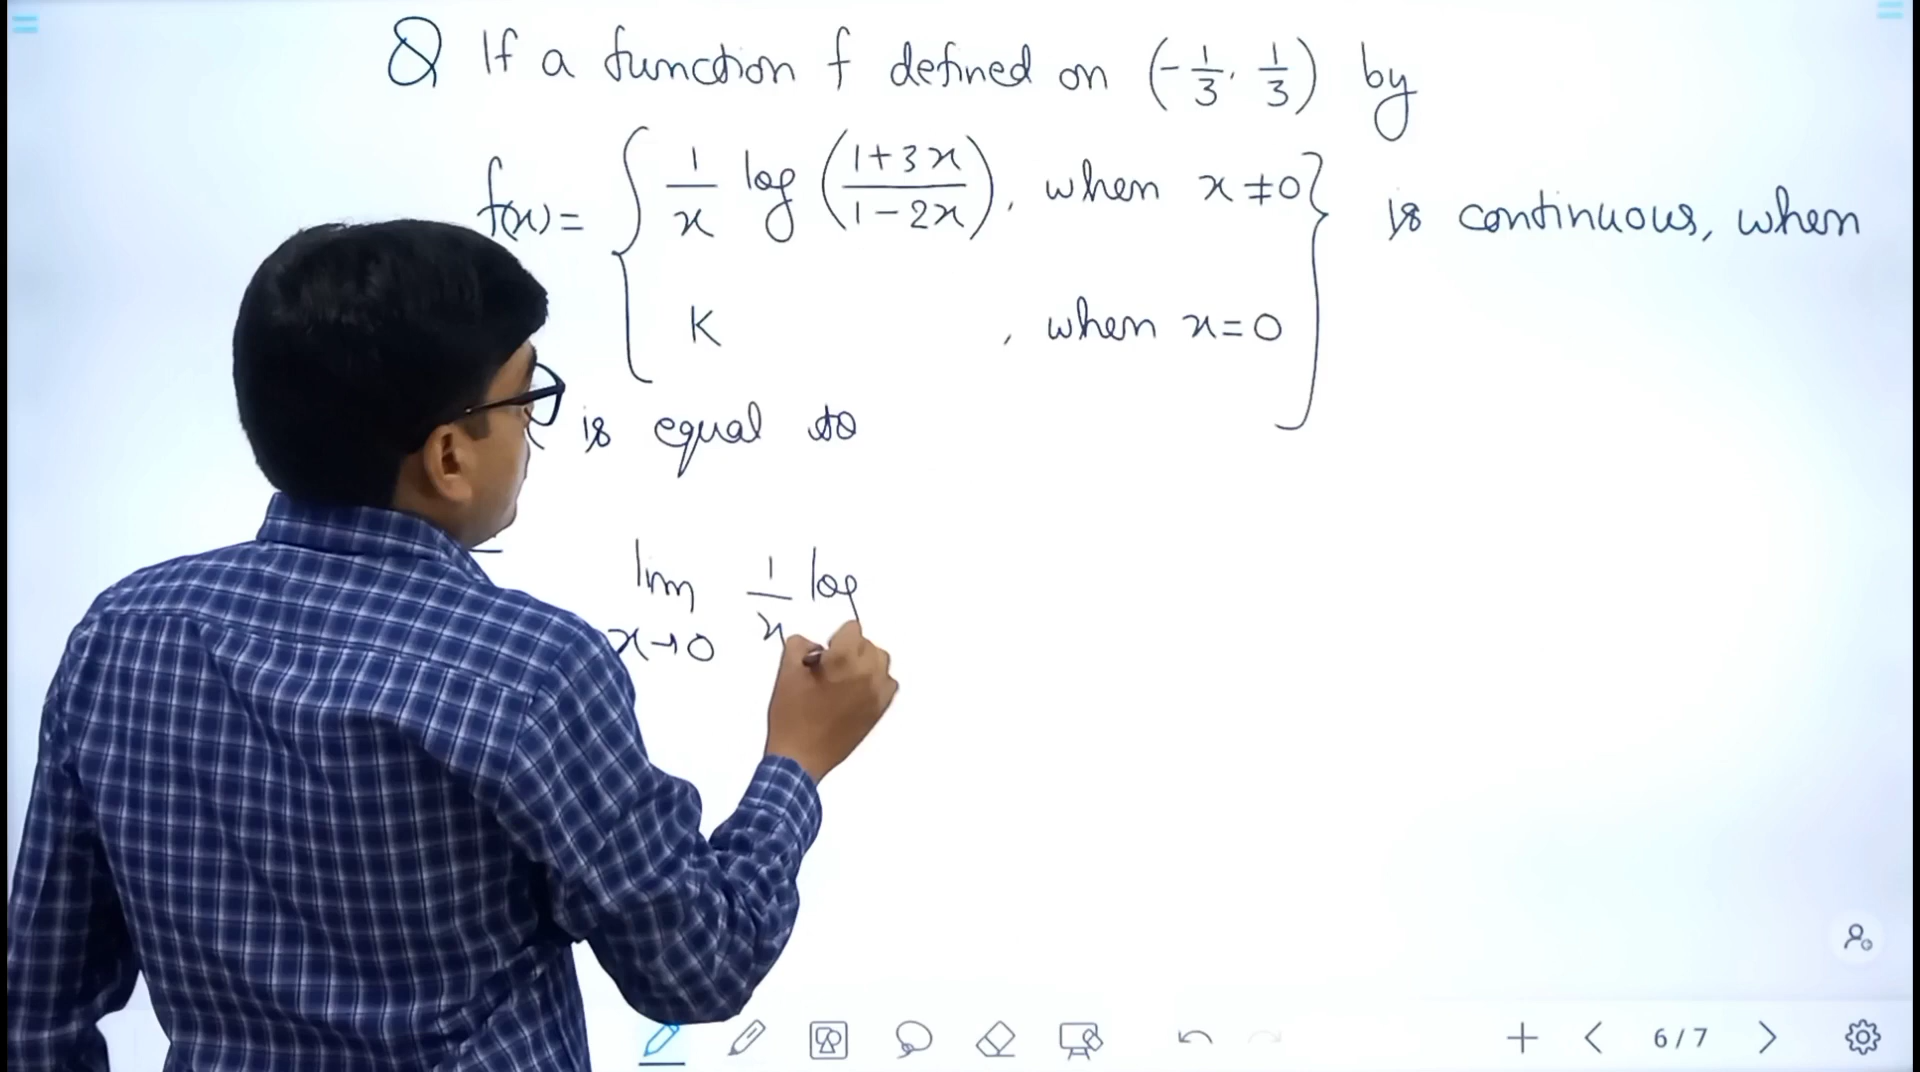 Q If a function f defined on (-1/3, 1/3) by
f(x) = { 1/x log ((1+3x)/(1-2x)), when x≠0 } is continuous, when
K , when x=0
is equal to
lim x→0 1/x log
6/7